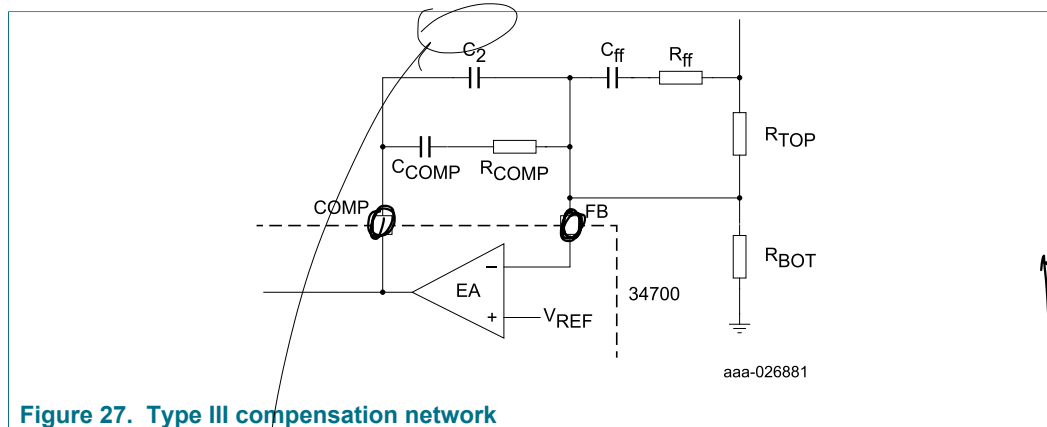 C2
Cff
Rff
RTOP
CCOMP
RCOMP
COMP
FB
RBOT
EA
−
+
VREF
34700
aaa-026881
Figure 27. Type III compensation network